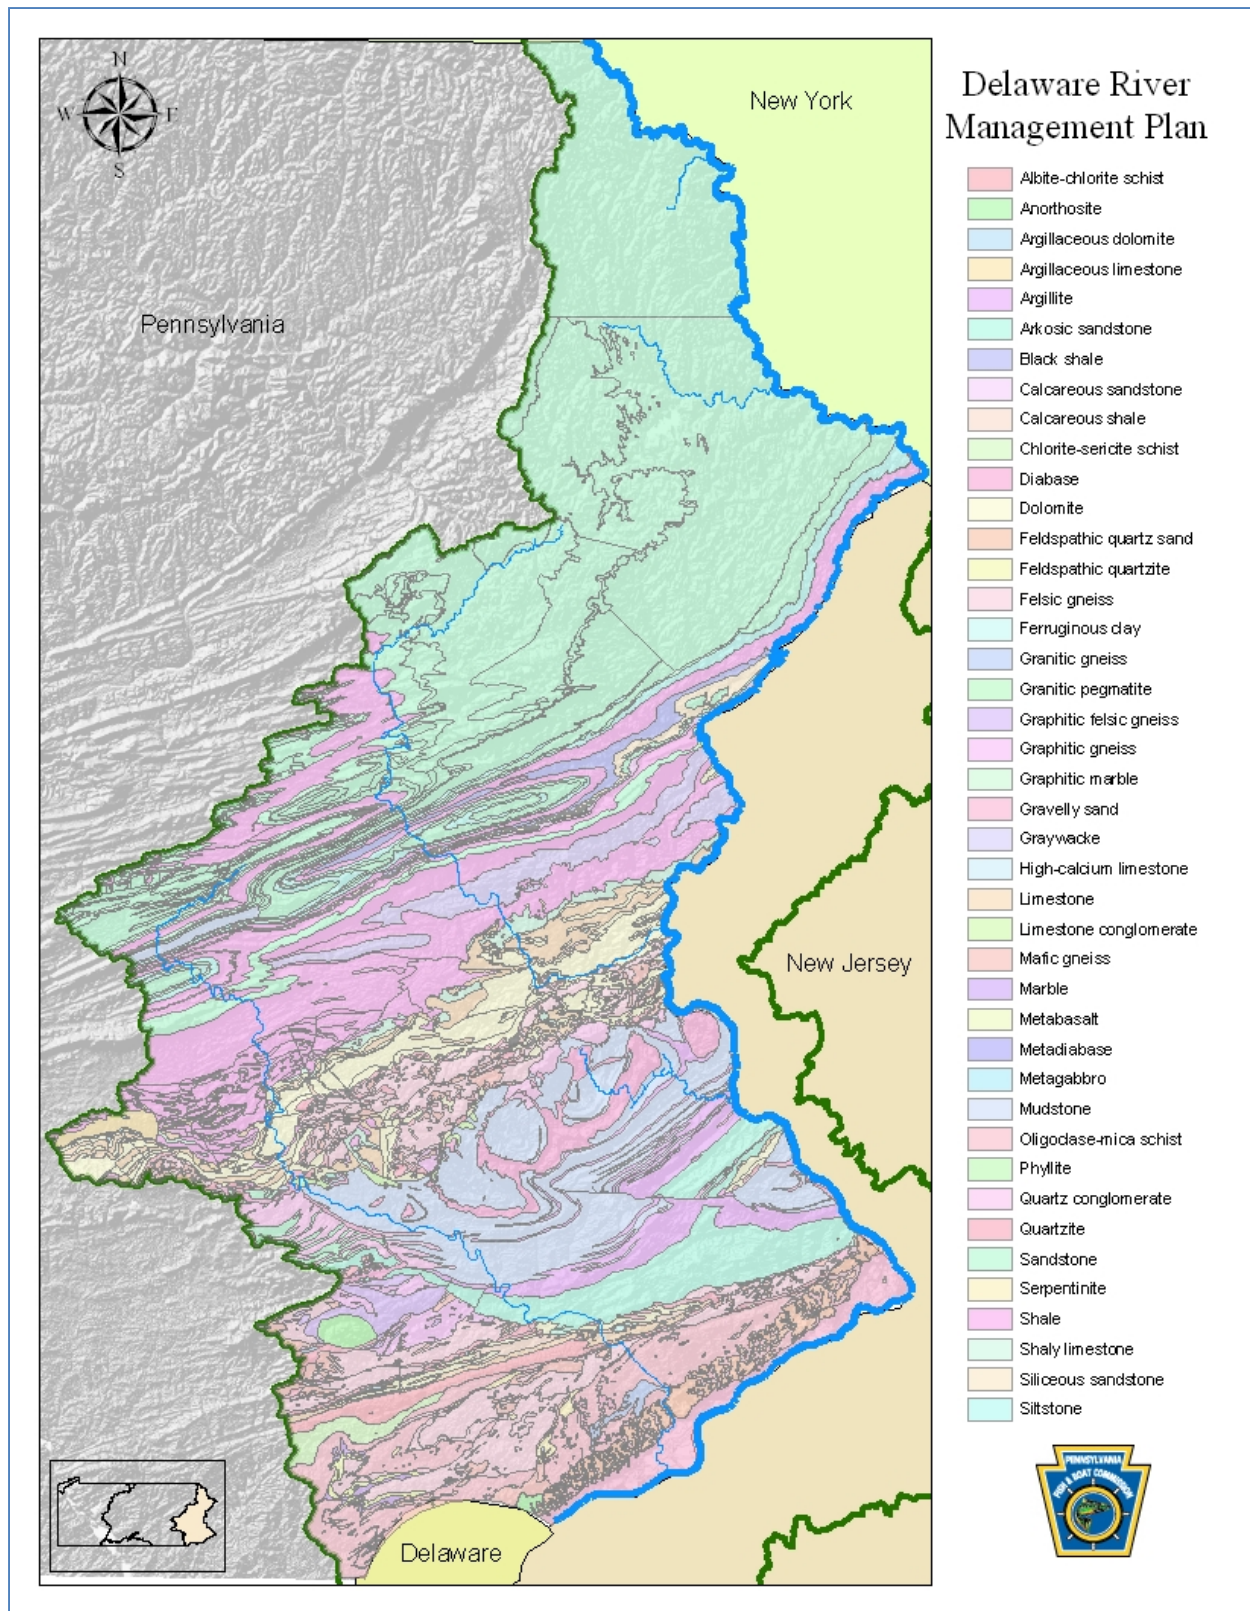 N
W
E
S
New York
Pennsylvania
New Jersey
Delaware
Delaware River
Management Plan
Albite-chlorite schist
Anorthosite
Argillaceous dolomite
Argillaceous limestone
Argillite
Arkosic sandstone
Black shale
Calcareous sandstone
Calcareous shale
Chlorite-sericite schist
Diabase
Dolomite
Feldspathic quartz sand
Feldspathic quartzite
Felsic gneiss
Ferruginous clay
Granitic gneiss
Granitic pegmatite
Graphitic felsic gneiss
Graphitic gneiss
Graphitic marble
Gravelly sand
Graywacke
High-calcium limestone
Limestone
Limestone conglomerate
Mafic gneiss
Marble
Metabasalt
Metadiabase
Metagabbro
Mudstone
Oligoclase-mica schist
Phyllite
Quartz conglomerate
Quartzite
Sandstone
Serpentinite
Shale
Shaly limestone
Siliceous sandstone
Siltstone
PENNSYLVANIA
FISH & BOAT COMMISSION